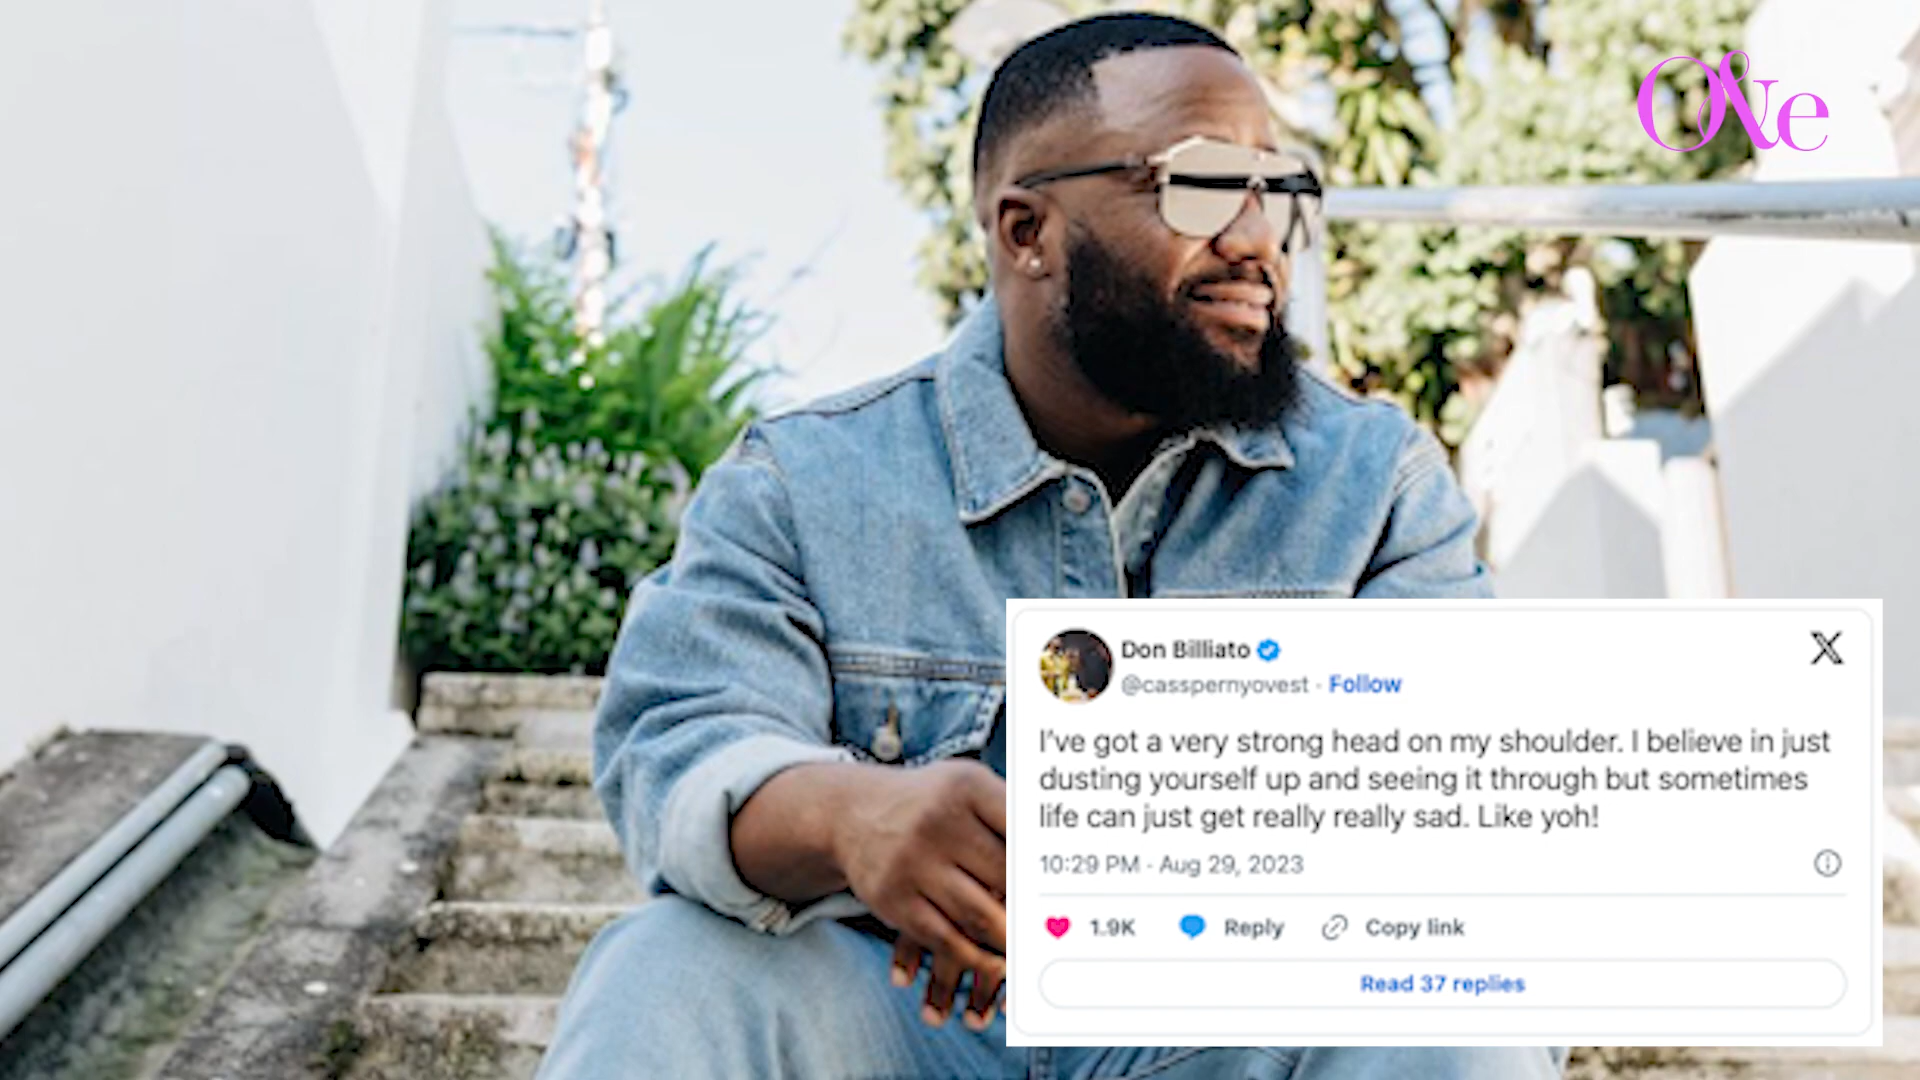 O&e
Don Billiato
@casspernyovest · Follow
I've got a very strong head on my shoulder. I believe in just
dusting yourself up and seeing it through but sometimes
life can just get really really sad. Like yoh!
10:29 PM · Aug 29, 2023
1.9K Reply Copy link
Read 37 replies